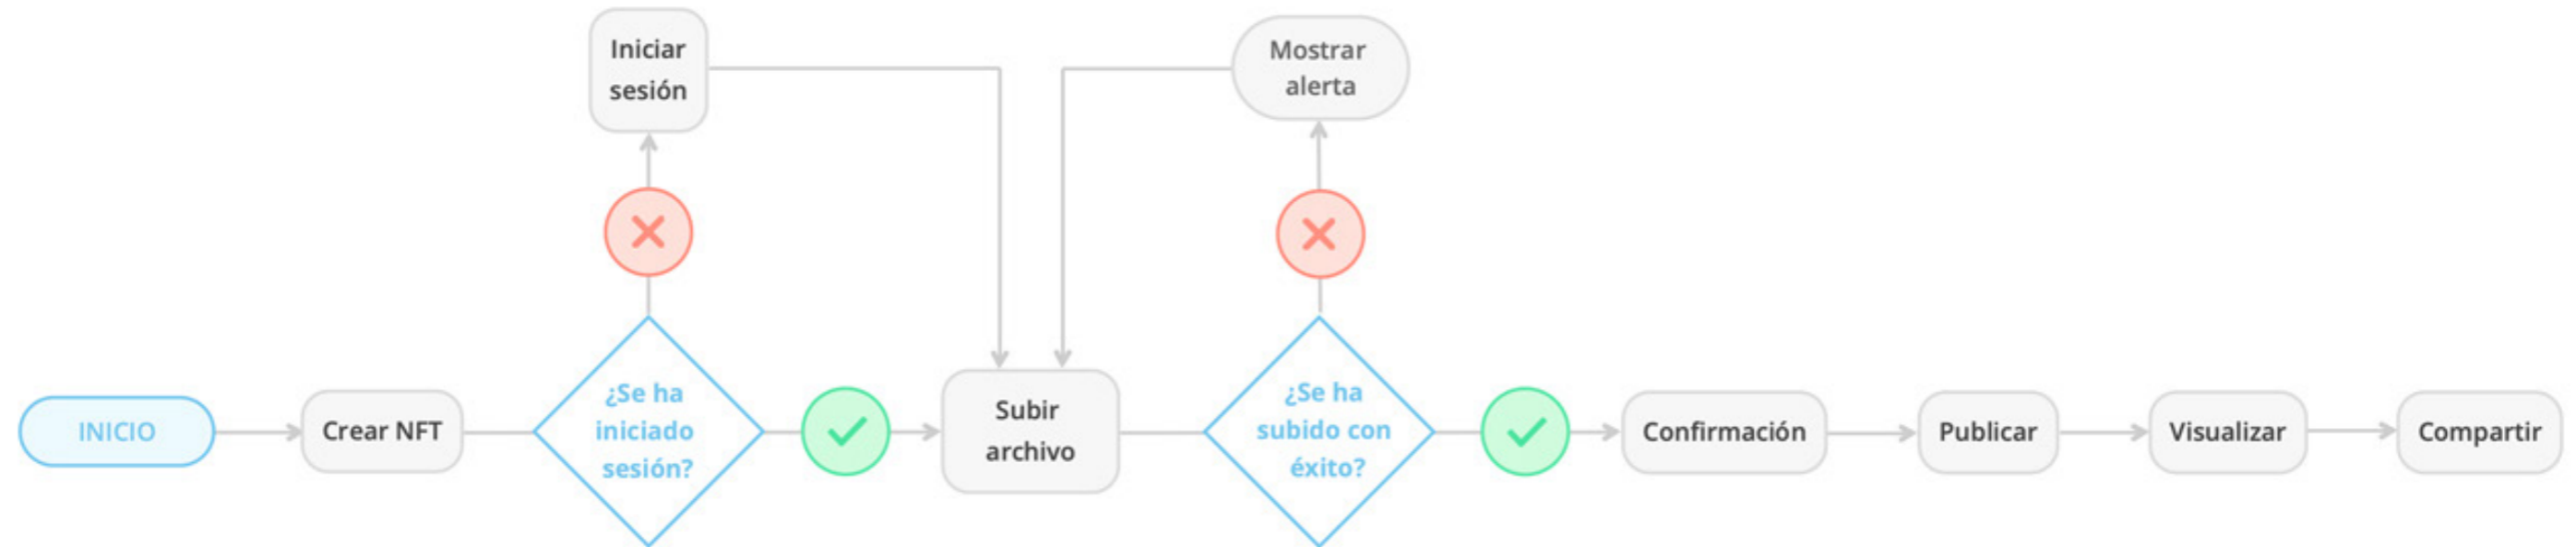 Iniciar
sesión
Mostrar
alerta
INICIO
Crear NFT
¿Se ha
iniciado
sesión?
Subir
archivo
¿Se ha
subido con
éxito?
Confirmación
Publicar
Visualizar
Compartir